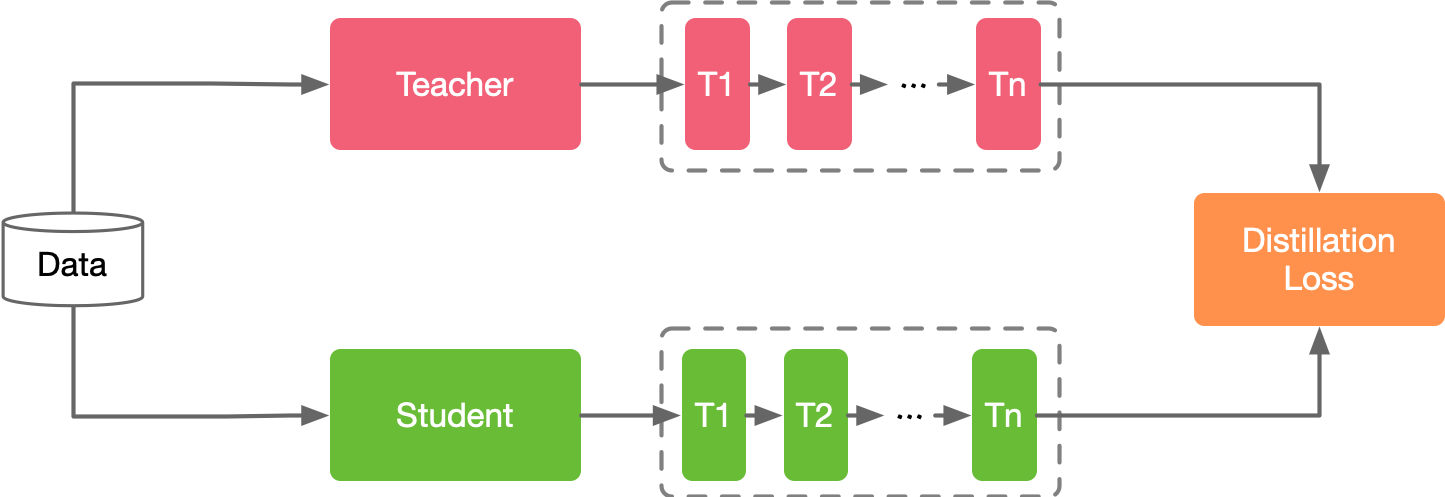 Teacher
T1
T2
...
Tn
Data
Distillation
Loss
Student
T1
T2
...
Tn